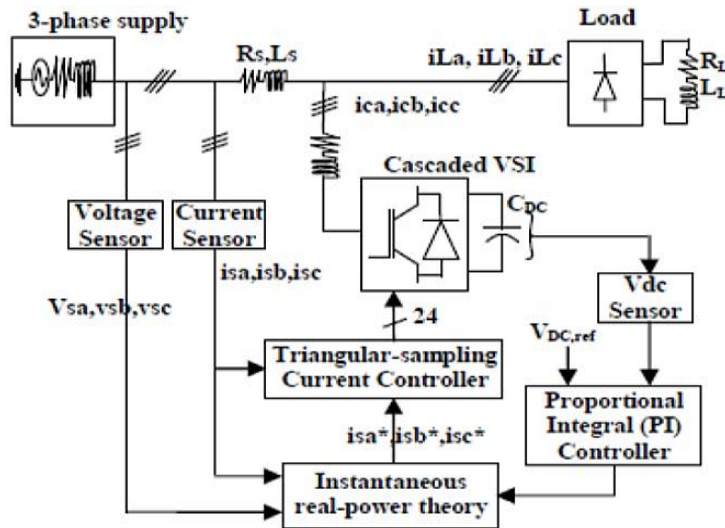 3-phase supply
Rs,Ls
iLa, iLb, iLc
Load
RL
LL
ica,icb,icc
Cascaded VSI
CDC
Voltage
Sensor
Current
Sensor
isa,isb,isc
Vsa,vsb,vsc
24
Vdc
Sensor
VDC,ref
Triangular-sampling
Current Controller
Proportional
Integral (PI)
Controller
isa*,isb*,isc*
Instantaneous
real-power theory